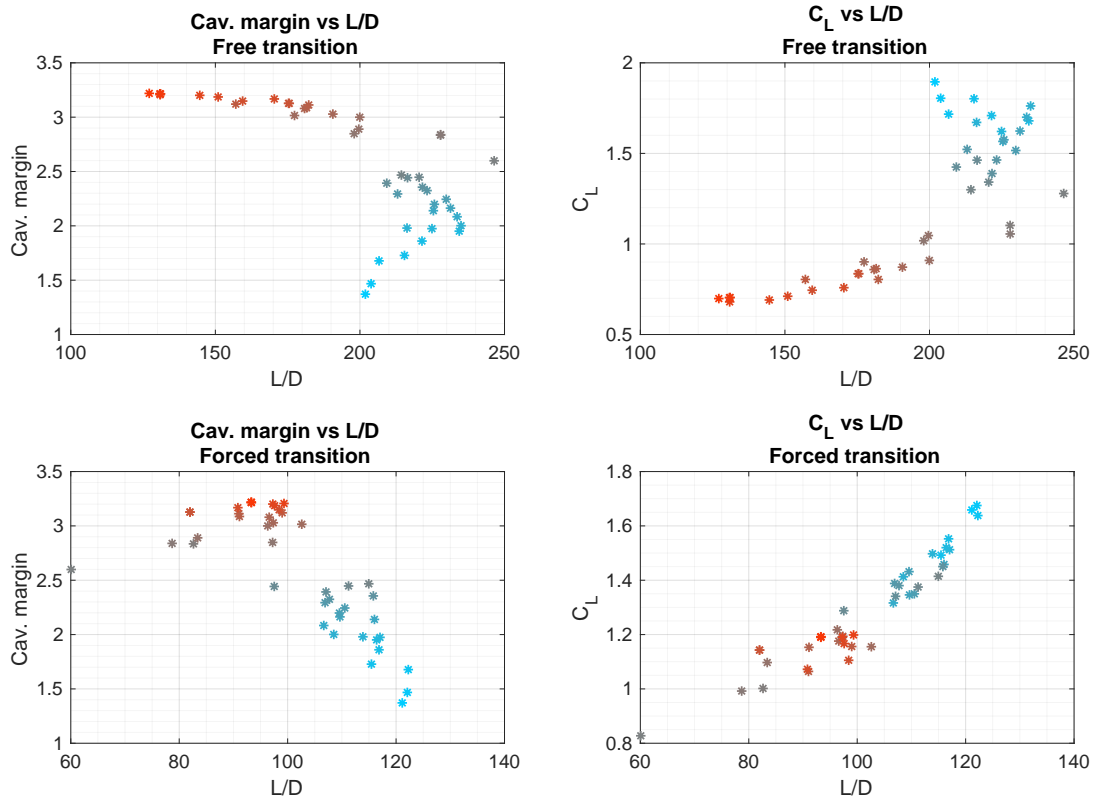 Cav. margin vs L/D
Free transition
3.5
3
2.5
2
1.5
1
Cav. margin
100
150
200
250
L/D
C_L vs L/D
Free transition
2
1.5
1
0.5
C_L
100
150
200
250
L/D
Cav. margin vs L/D
Forced transition
3.5
3
2.5
2
1.5
1
Cav. margin
60
80
100
120
140
L/D
C_L vs L/D
Forced transition
1.8
1.6
1.4
1.2
1
0.8
C_L
60
80
100
120
140
L/D